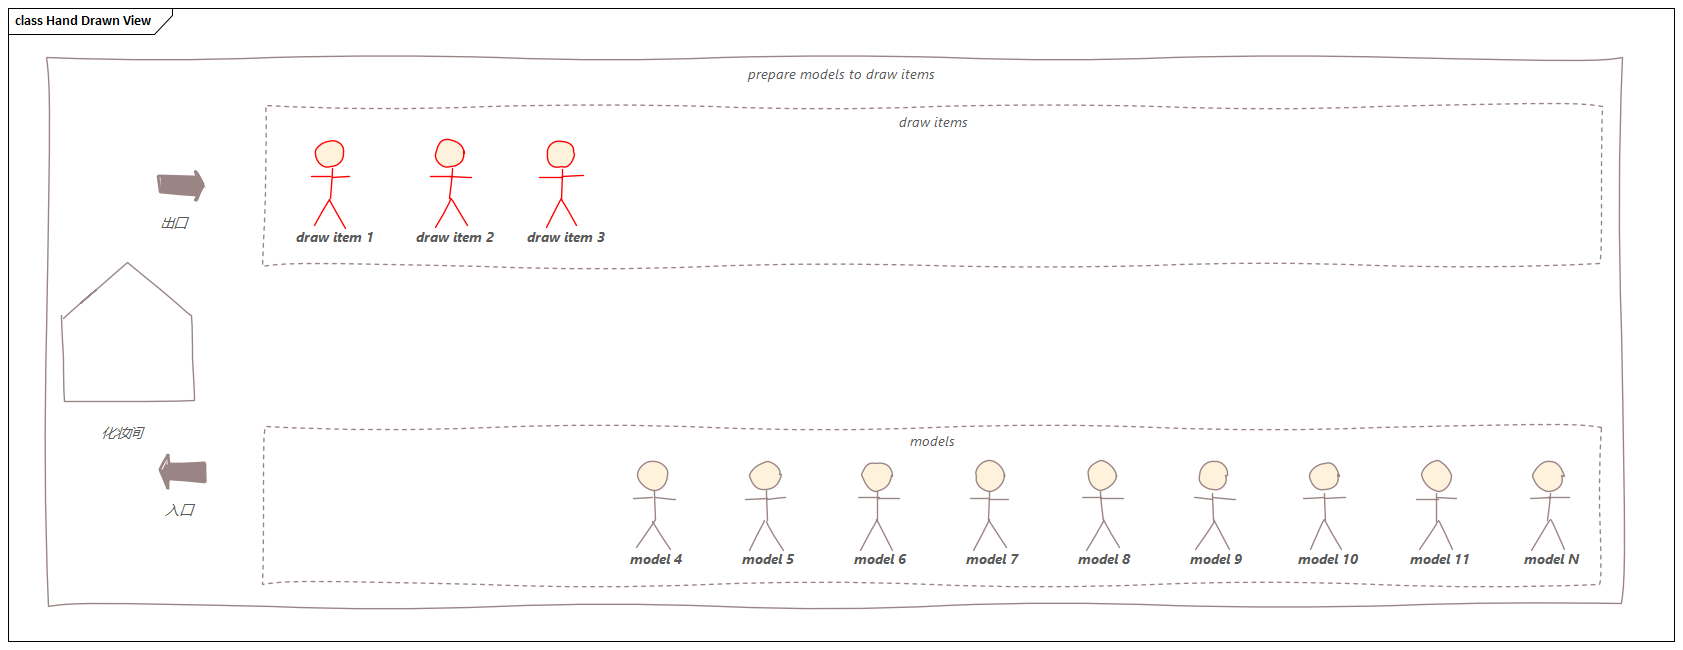 class Hand Drawn View
prepare models to draw items
draw items
出口
draw item 1
draw item 2
draw item 3
化妆间
models
入口
model 4
model 5
model 6
model 7
model 8
model 9
model 10
model 11
model N